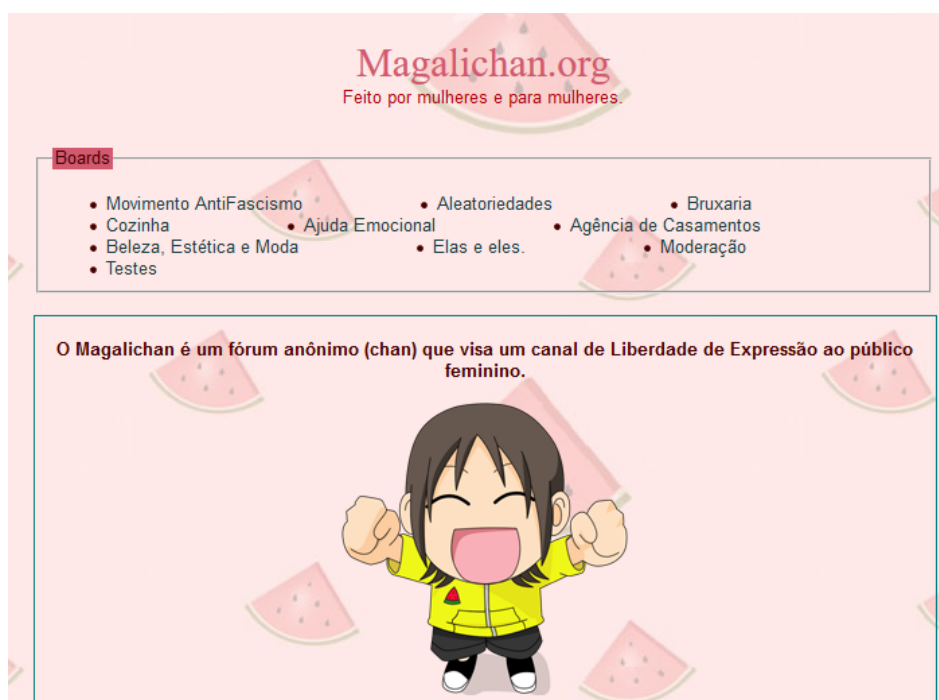 Magalichan.org
Feito por mulheres e para mulheres.
Boards
• Movimento AntiFascismo • Aleatoriedades • Bruxaria
• Cozinha • Ajuda Emocional • Agência de Casamentos
• Beleza, Estética e Moda • Elas e eles. • Moderação
• Testes
O Magalichan é um fórum anônimo (chan) que visa um canal de Liberdade de Expressão ao público
feminino.